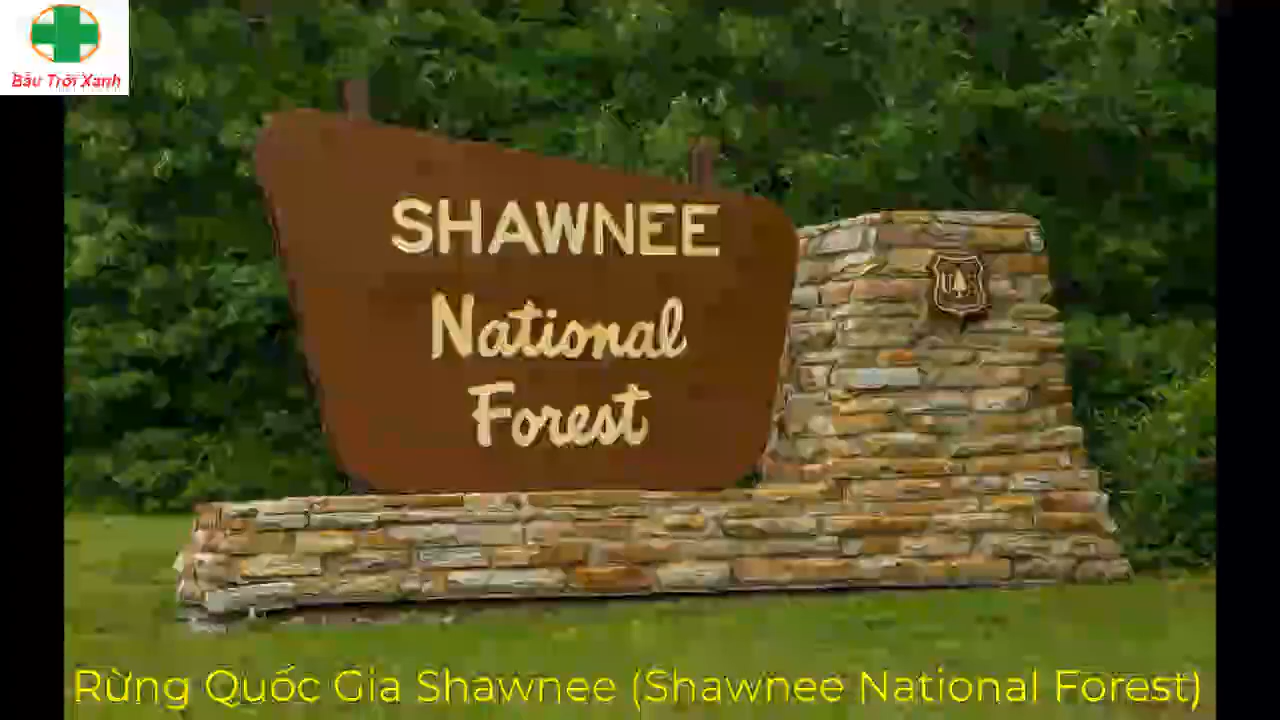 Bầu Trời Xanh
SHAWNEE
National
Forest
U S
Rừng Quốc Gia Shawnee (Shawnee National Forest)